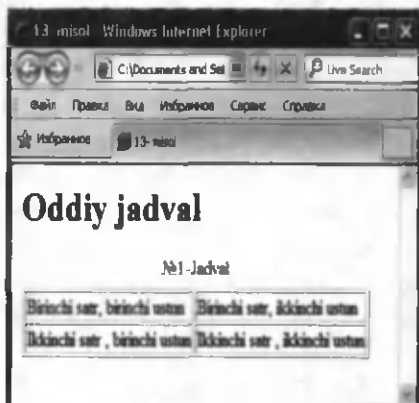 13- misol Windows Internet Explorer
C:\Documents and Set
Live Search
Файл Правка Вид Избранное Сервис Справка
Избранное
13- misol
Oddiy jadval
№1-Jadval
Birinchi satr, birinchi ustun Birinchi satr, ikkinchi ustun
Ikkinchi satr , birinchi ustun Ikkinchi satr , ikkinchi ustun